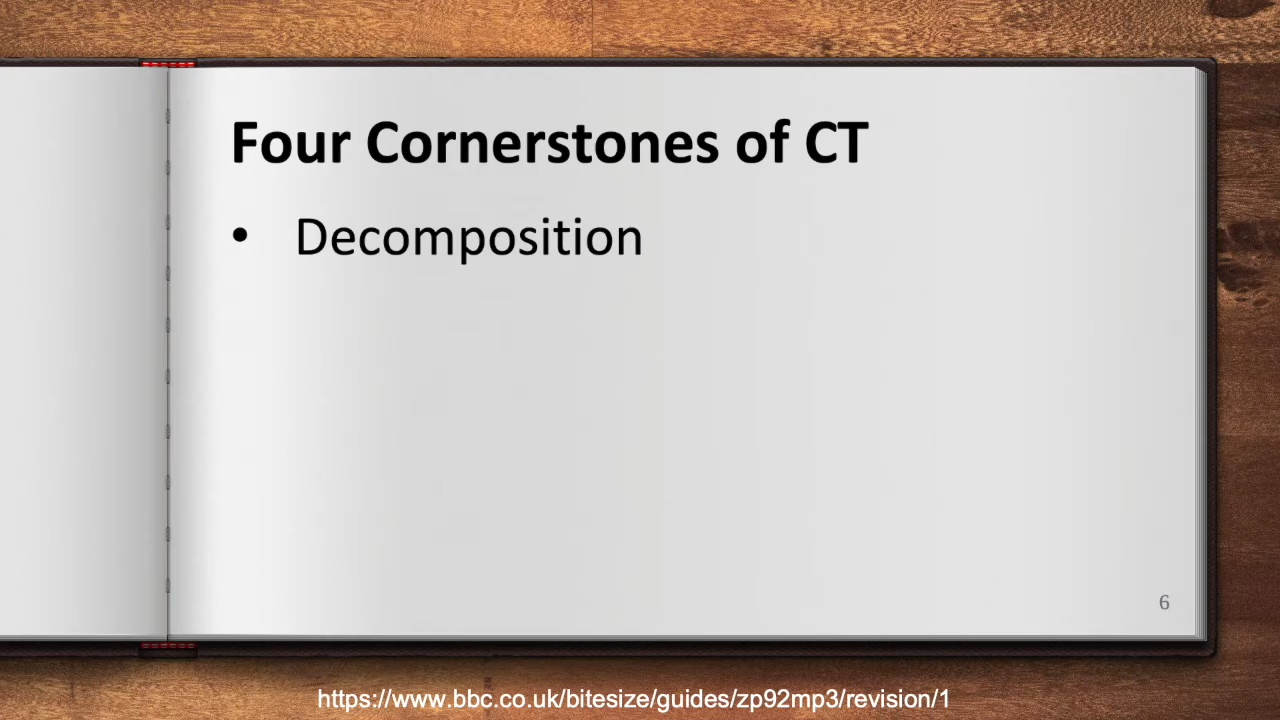 Four Cornerstones of CT
• Decomposition
6
https://www.bbc.co.uk/bitesize/guides/zp92mp3/revision/1